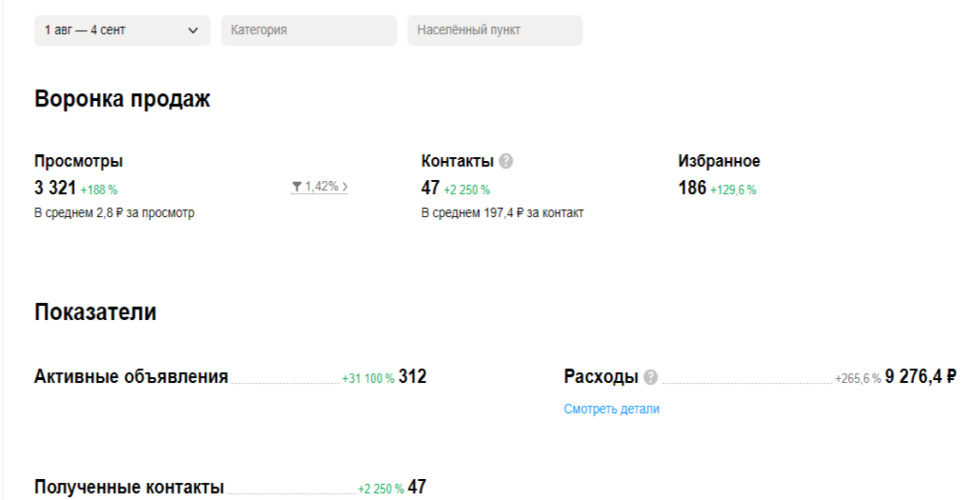 1 авг — 4 сент Категория Населённый пункт
Воронка продаж
Просмотры Контакты ? Избранное
3 321 +188 % 1,42% > 47 +2 250 % 186 +129,6 %
В среднем 2,8 ₽ за просмотр В среднем 197,4 ₽ за контакт
Показатели
Активные объявления +31 100 % 312 Расходы ? +265,6 % 9 276,4 ₽
Смотреть детали
Полученные контакты +2 250 % 47